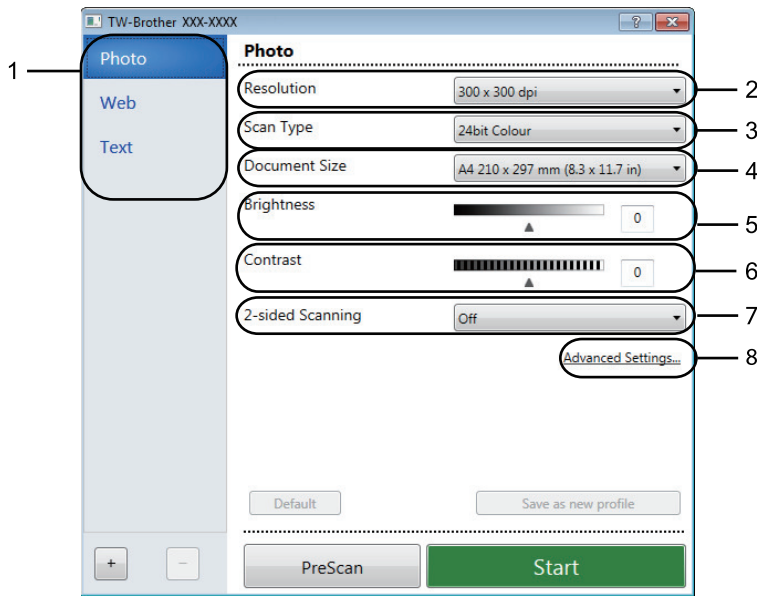 TW-Brother XXX-XXXX
?
1
Photo
Web
Text
Photo
Resolution
300 x 300 dpi
2
Scan Type
24bit Colour
3
Document Size
A4 210 x 297 mm (8.3 x 11.7 in)
4
Brightness
0
5
Contrast
0
6
2-sided Scanning
Off
7
Advanced Settings...
8
Default
Save as new profile
+
−
PreScan
Start